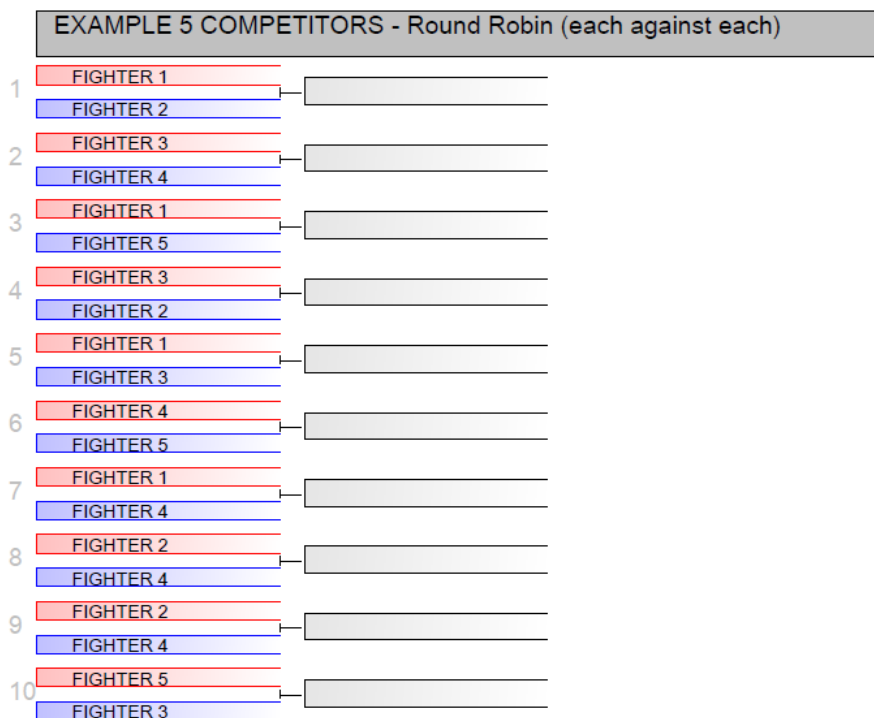 EXAMPLE 5 COMPETITORS - Round Robin (each against each)
1
FIGHTER 1
FIGHTER 2
2
FIGHTER 3
FIGHTER 4
3
FIGHTER 1
FIGHTER 5
4
FIGHTER 3
FIGHTER 2
5
FIGHTER 1
FIGHTER 3
6
FIGHTER 4
FIGHTER 5
7
FIGHTER 1
FIGHTER 4
8
FIGHTER 2
FIGHTER 4
9
FIGHTER 2
FIGHTER 4
10
FIGHTER 5
FIGHTER 3